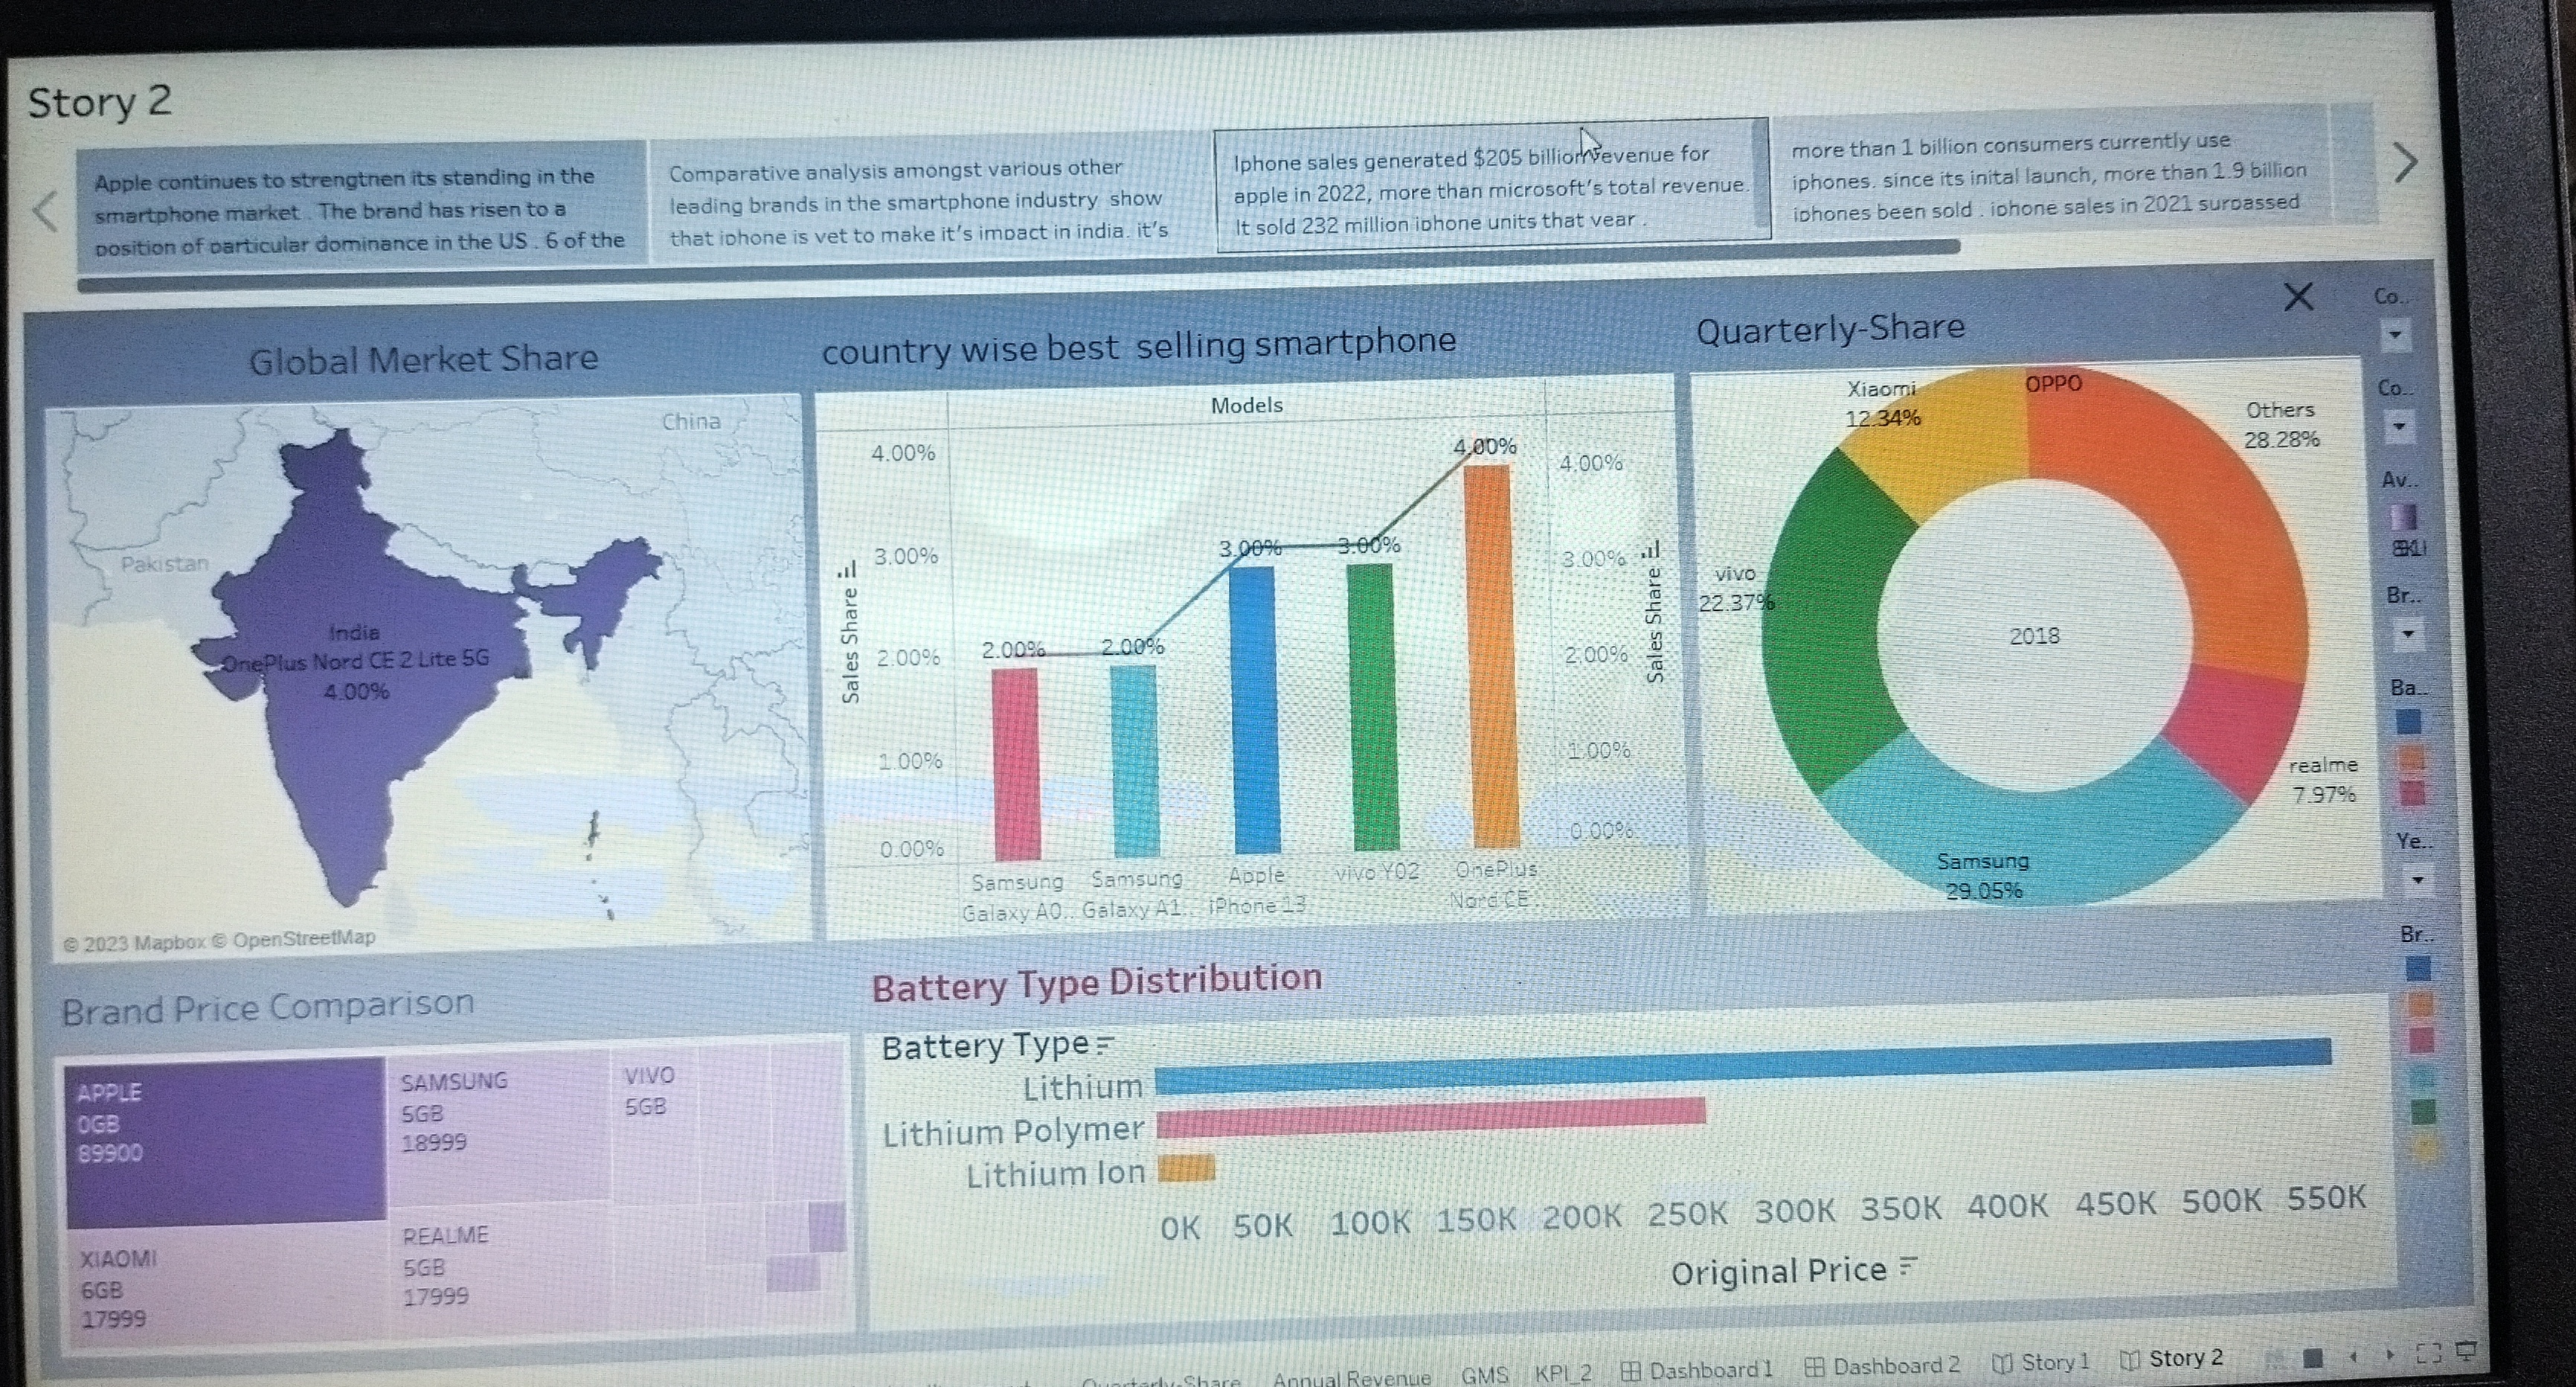 Story 2
Apple continues to strengtnen its standing in the
smartphone market . The brand has risen to a
position of particular dominance in the US . 6 of the
Comparative analysis amongst various other
leading brands in the smartphone industry show
that iphone is yet to make it's impact in india. it's
Iphone sales generated $205 billion revenue for
apple in 2022, more than microsoft's total revenue.
It sold 232 million iphone units that year .
more than 1 billion consumers currently use
iphones. since its inital launch, more than 1.9 billion
iphones been sold . iphone sales in 2021 surpassed
Global Merket Share
China
Pakistan
India
OnePlus Nord CE 2 Lite 5G
4.00%
© 2023 Mapbox © OpenStreetMap
country wise best selling smartphone
Models
Sales Share
4.00%
3.00%
2.00%
1.00%
0.00%
2.00%
2.00%
3.00%
3.00%
4.00%
Samsung
Galaxy A0..
Samsung
Galaxy A1..
Apple
iPhone 13
vivo Y02
OnePlus
Nord CE ..
4.00%
3.00%
2.00%
1.00%
0.00%
Sales Share
Quarterly-Share
Xiaomi
12.34%
OPPO
Others
28.28%
vivo
22.37%
2018
realme
7.97%
Samsung
29.05%
Co..
Co..
Av..
Br..
Ba..
Ye..
Br..
Brand Price Comparison
APPLE
0GB
89900
SAMSUNG
5GB
18999
VIVO
5GB
XIAOMI
6GB
17999
REALME
5GB
17999
Battery Type Distribution
Battery Type
Lithium
Lithium Polymer
Lithium Ion
0K 50K 100K 150K 200K 250K 300K 350K 400K 450K 500K 550K
Original Price
Quarterly-Share Annual Revenue GMS KPI_2 Dashboard 1 Dashboard 2 Story 1 Story 2